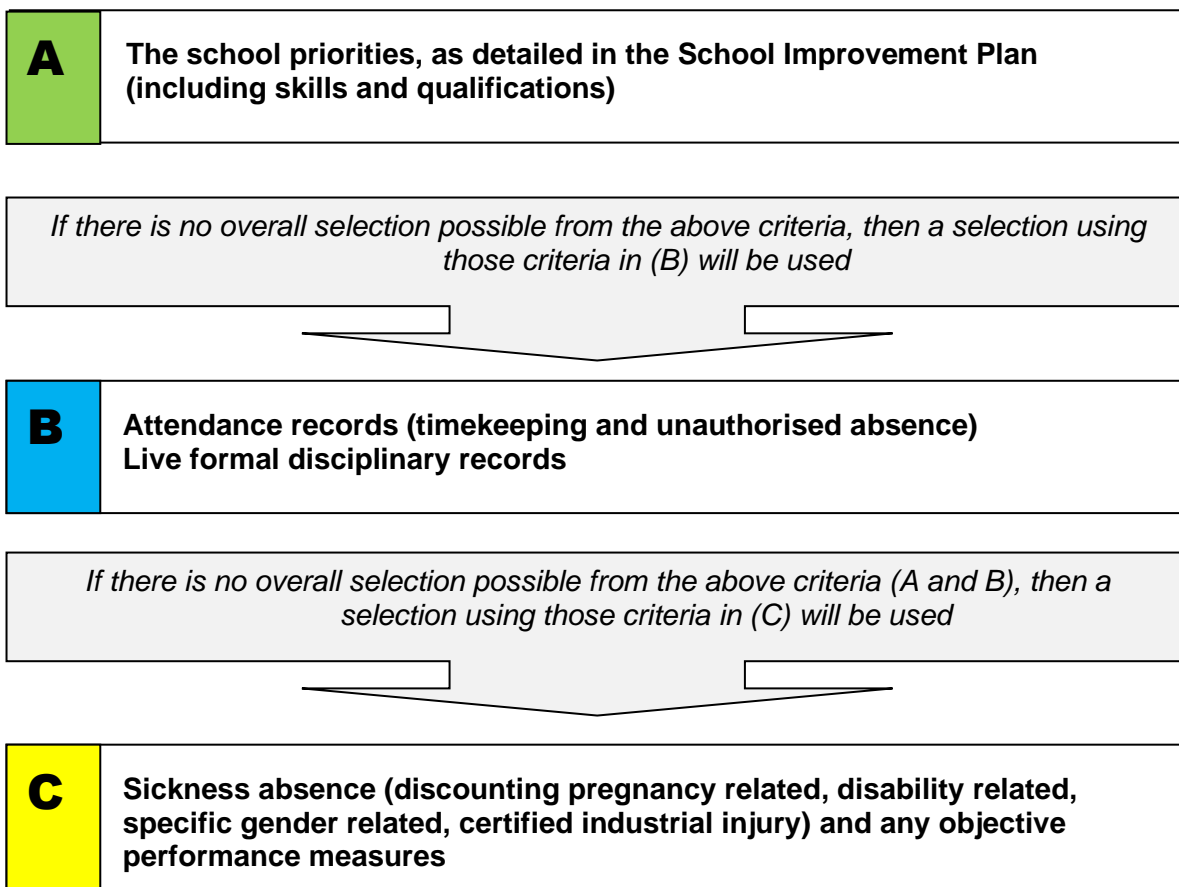 A
The school priorities, as detailed in the School Improvement Plan
(including skills and qualifications)
If there is no overall selection possible from the above criteria, then a selection using
those criteria in (B) will be used
B
Attendance records (timekeeping and unauthorised absence)
Live formal disciplinary records
If there is no overall selection possible from the above criteria (A and B), then a
selection using those criteria in (C) will be used
C
Sickness absence (discounting pregnancy related, disability related,
specific gender related, certified industrial injury) and any objective
performance measures